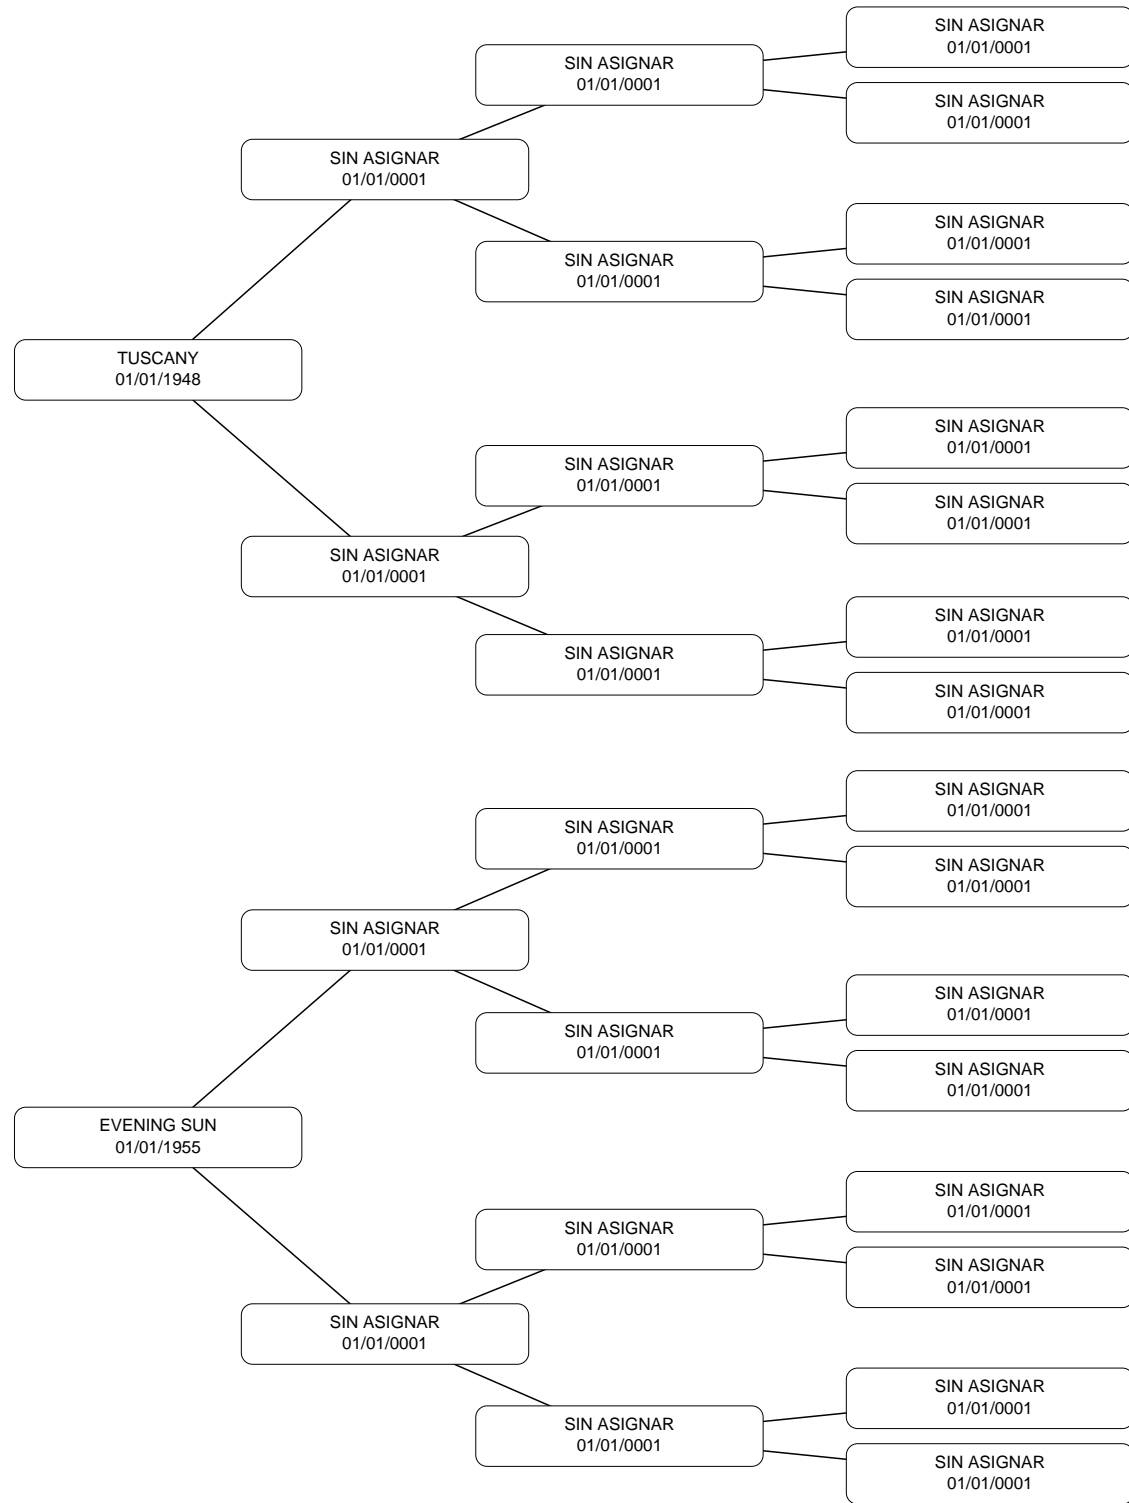 SIN ASIGNAR
01/01/0001
SIN ASIGNAR
01/01/0001
SIN ASIGNAR
01/01/0001
SIN ASIGNAR
01/01/0001
SIN ASIGNAR
01/01/0001
SIN ASIGNAR
01/01/0001
SIN ASIGNAR
01/01/0001
TUSCANY
01/01/1948
SIN ASIGNAR
01/01/0001
SIN ASIGNAR
01/01/0001
SIN ASIGNAR
01/01/0001
SIN ASIGNAR
01/01/0001
SIN ASIGNAR
01/01/0001
SIN ASIGNAR
01/01/0001
SIN ASIGNAR
01/01/0001
SIN ASIGNAR
01/01/0001
SIN ASIGNAR
01/01/0001
SIN ASIGNAR
01/01/0001
SIN ASIGNAR
01/01/0001
SIN ASIGNAR
01/01/0001
SIN ASIGNAR
01/01/0001
SIN ASIGNAR
01/01/0001
EVENING SUN
01/01/1955
SIN ASIGNAR
01/01/0001
SIN ASIGNAR
01/01/0001
SIN ASIGNAR
01/01/0001
SIN ASIGNAR
01/01/0001
SIN ASIGNAR
01/01/0001
SIN ASIGNAR
01/01/0001
SIN ASIGNAR
01/01/0001